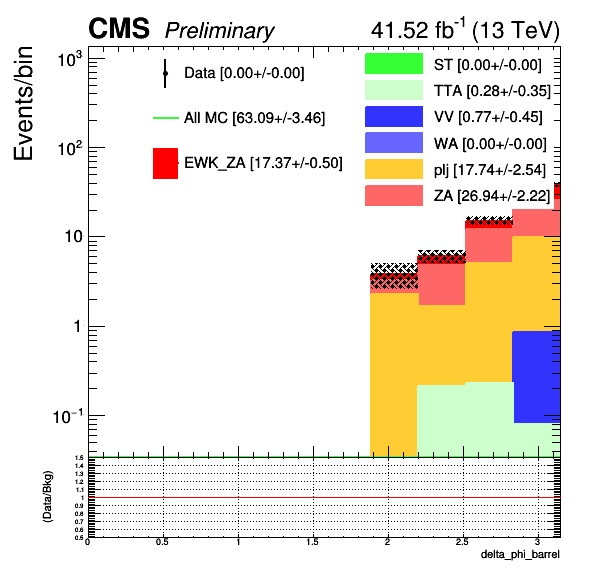 CMS Preliminary 41.52 fb⁻¹ (13 TeV)
Events/bin
10³
10²
10
1
10⁻¹
Data [0.00+/-0.00]
All MC [63.09+/-3.46]
EWK_ZA [17.37+/-0.50]
ST [0.00+/-0.00]
TTA [0.28+/-0.35]
VV [0.77+/-0.45]
WA [0.00+/-0.00]
plj [17.74+/-2.54]
ZA [26.94+/-2.22]
(Data/Bkg)
1.5
1.4
1.3
1.2
1.1
1
0.9
0.8
0.7
0.6
0.5
0 0.5 1 1.5 2 2.5 3
delta_phi_barrel